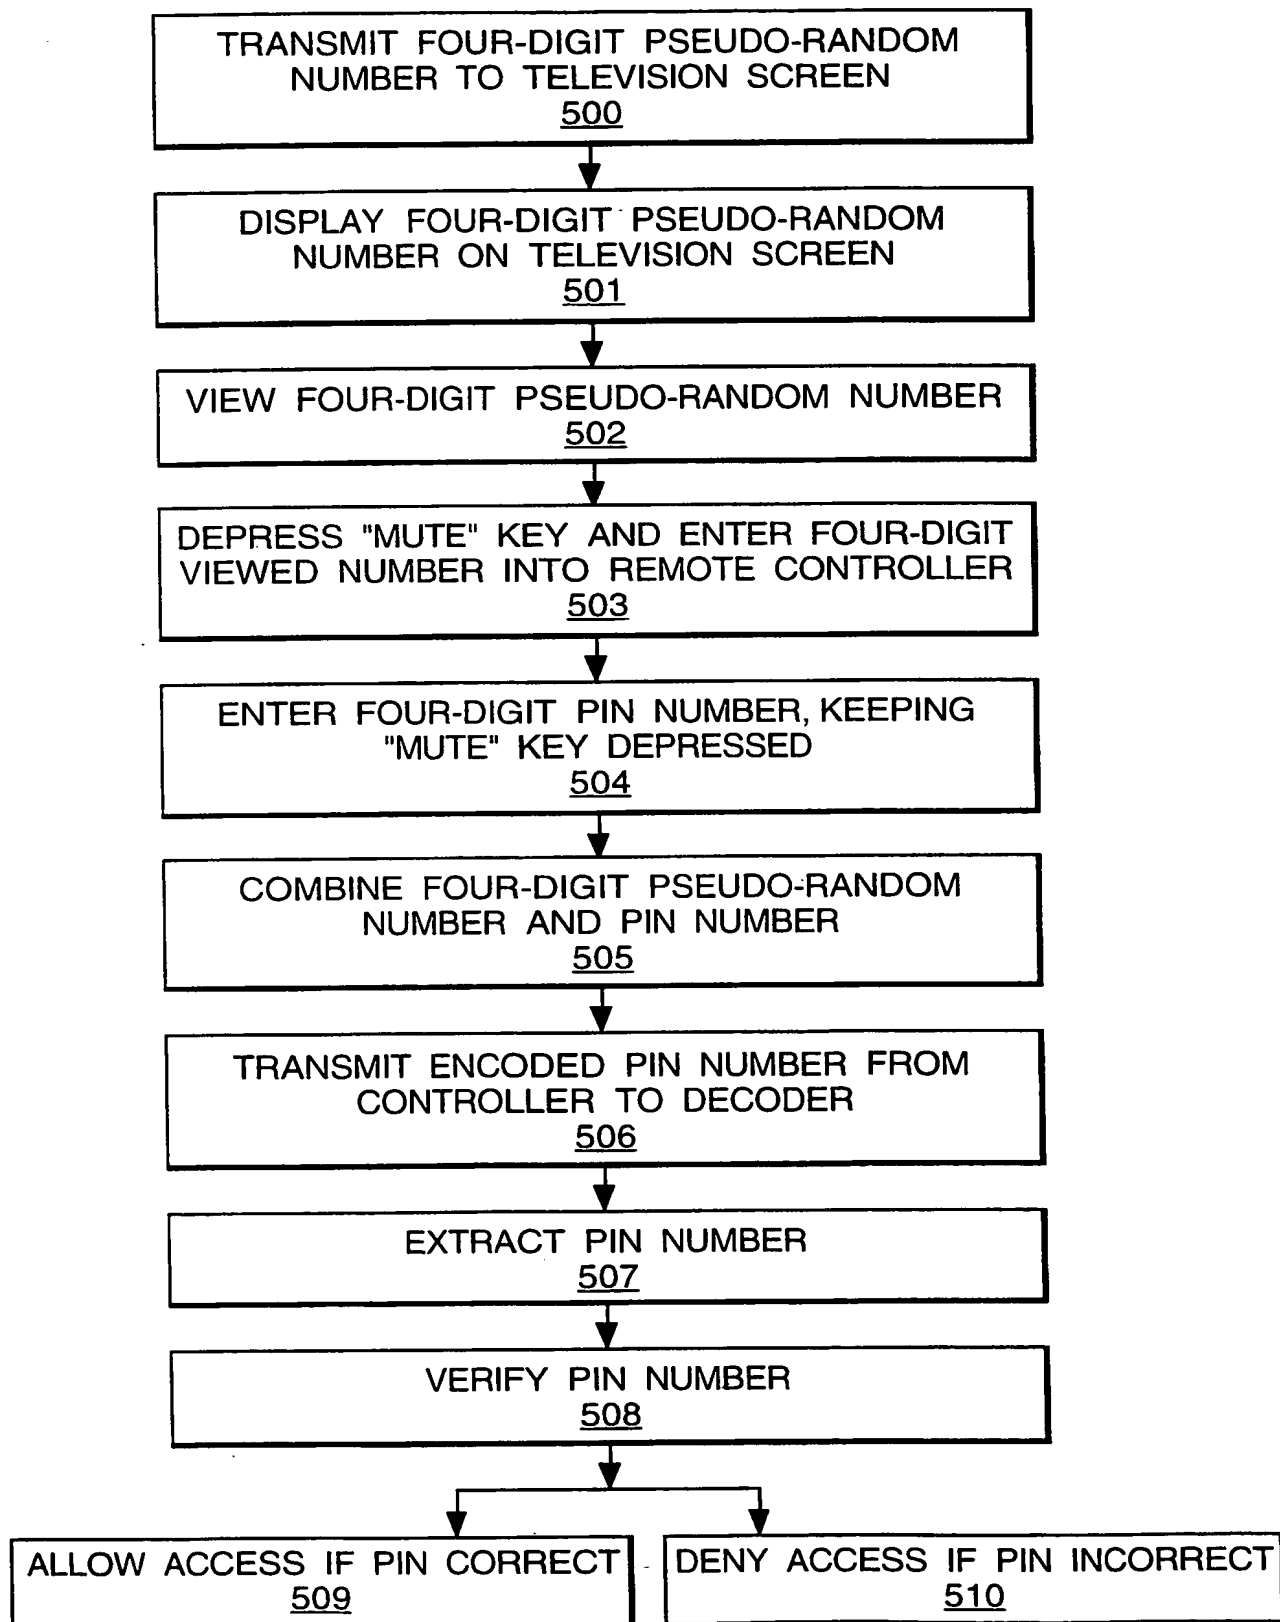 TRANSMIT FOUR-DIGIT PSEUDO-RANDOM
NUMBER TO TELEVISION SCREEN
500
DISPLAY FOUR-DIGIT PSEUDO-RANDOM
NUMBER ON TELEVISION SCREEN
501
VIEW FOUR-DIGIT PSEUDO-RANDOM NUMBER
502
DEPRESS "MUTE" KEY AND ENTER FOUR-DIGIT
VIEWED NUMBER INTO REMOTE CONTROLLER
503
ENTER FOUR-DIGIT PIN NUMBER, KEEPING
"MUTE" KEY DEPRESSED
504
COMBINE FOUR-DIGIT PSEUDO-RANDOM
NUMBER AND PIN NUMBER
505
TRANSMIT ENCODED PIN NUMBER FROM
CONTROLLER TO DECODER
506
EXTRACT PIN NUMBER
507
VERIFY PIN NUMBER
508
ALLOW ACCESS IF PIN CORRECT
509
DENY ACCESS IF PIN INCORRECT
510